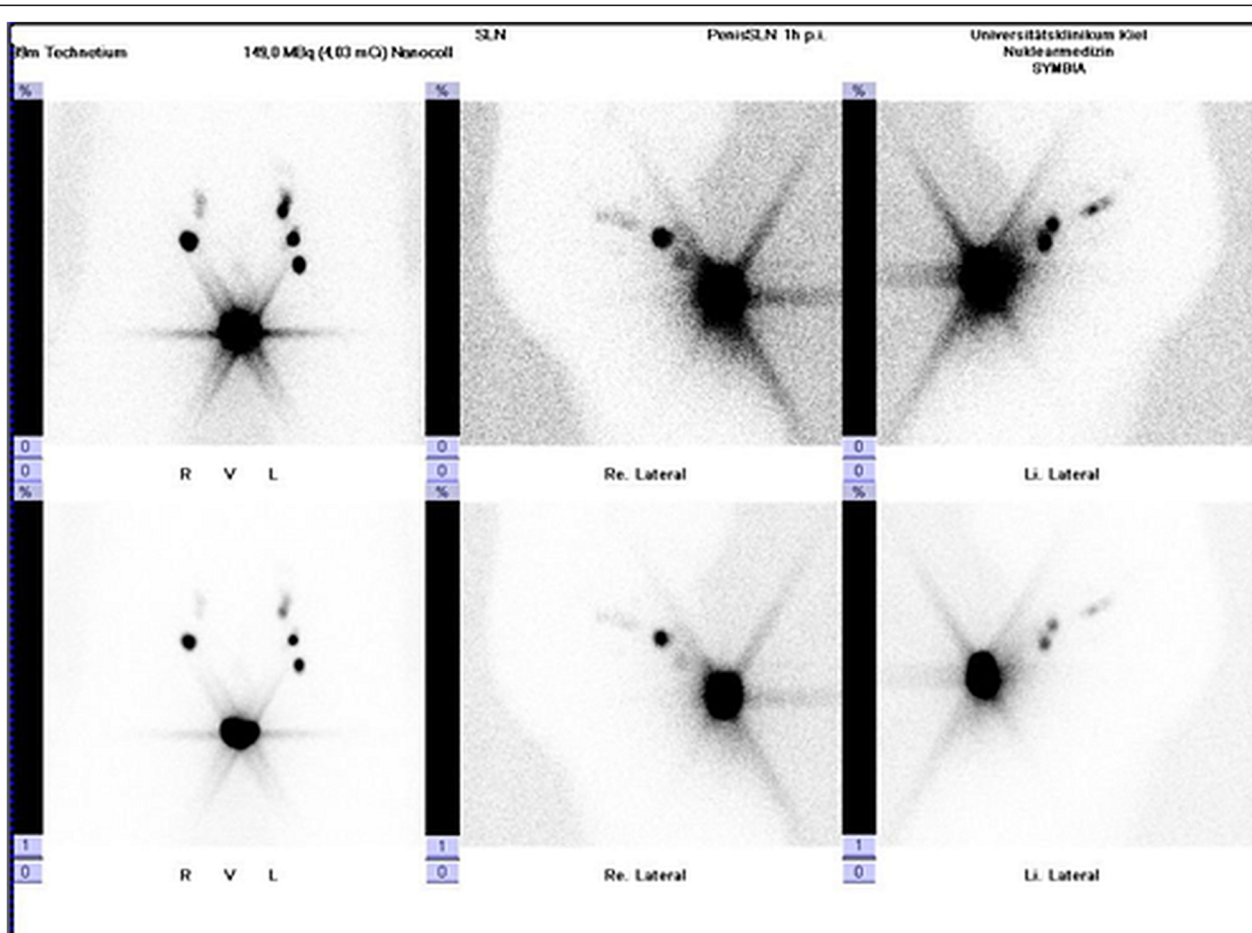 99m Technetium
149,0 MBq (4,03 mCi) Nanocoll
SLN
PenisSLN 1h p.i.
Universitätsklinikum Kiel
Nuklearmedizin
SYMBIA
% % %
0 0 0
0 R V L 0 Re. Lateral 0 Li. Lateral
% % %
1 1 1
0 R V L 0 Re. Lateral 0 Li. Lateral